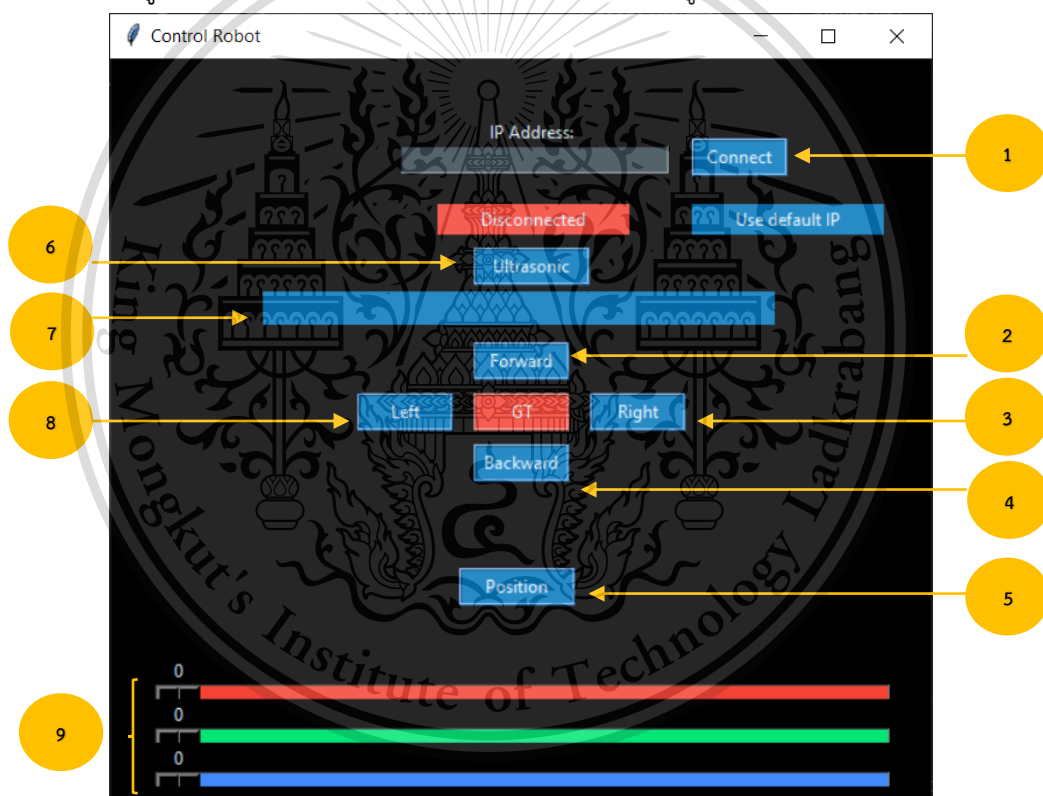 Control Robot
IP Address:
Connect
1
Disconnected
Use default IP
6
Ultrasonic
7
Forward
2
8
Left
GT
Right
3
Backward
4
Position
5
0
0
0
9
King Mongkut's Institute of Technology Ladkrabang